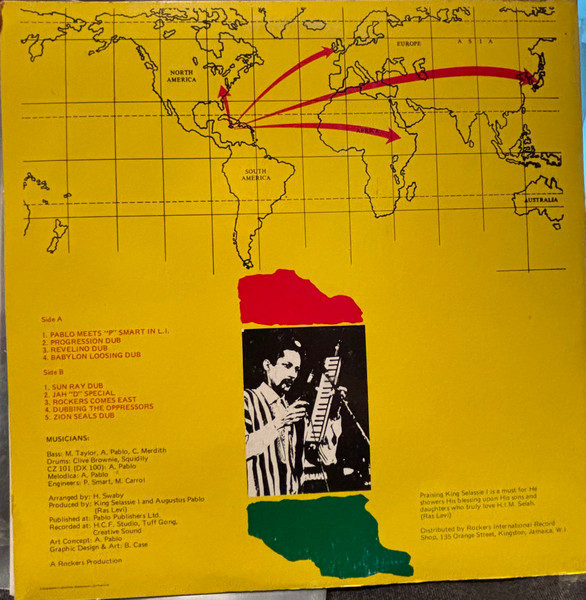 EUROPE
A S I A
NORTH
AMERICA
AFRICA
SOUTH
AMERICA
AUSTRALIA
Side A
1. PABLO MEETS "P" SMART IN L.I.
2. PROGRESSION DUB
3. REVELINO DUB
4. BABYLON LOOSING DUB
Side B
1. SUN RAY DUB
2. JAH "D" SPECIAL
3. ROCKERS COMES EAST
4. DUBBING THE OPPRESSORS
5. ZION SEALS DUB
MUSICIANS:
Bass: M. Taylor, A. Pablo, C. Merdith
Drums: Clive Brownie, Squidilly
CZ 101 (DX 100): A. Pablo
Melodica: A. Pablo
Engineers: P. Smart, M. Carrol
Arranged by: H. Swaby
Produced by: King Selassie I and Augustus Pablo
(Ras Levi)
Published at: Pablo Publishers Ltd.
Recorded at: H.C.F. Studio, Tuff Gong,
Creative Sound
Art Concept: A. Pablo
Graphic Design & Art: B. Case
A Rockers Production
YAMAHA
Praising King Selassie I is a must for He
showers His blessing upon His sons and
daughters who truly love H.I.M. Selah.
(Ras Levi)
Distributed by Rockers International Record
Shop, 135 Orange Street, Kingston, Jamaica, W.I.